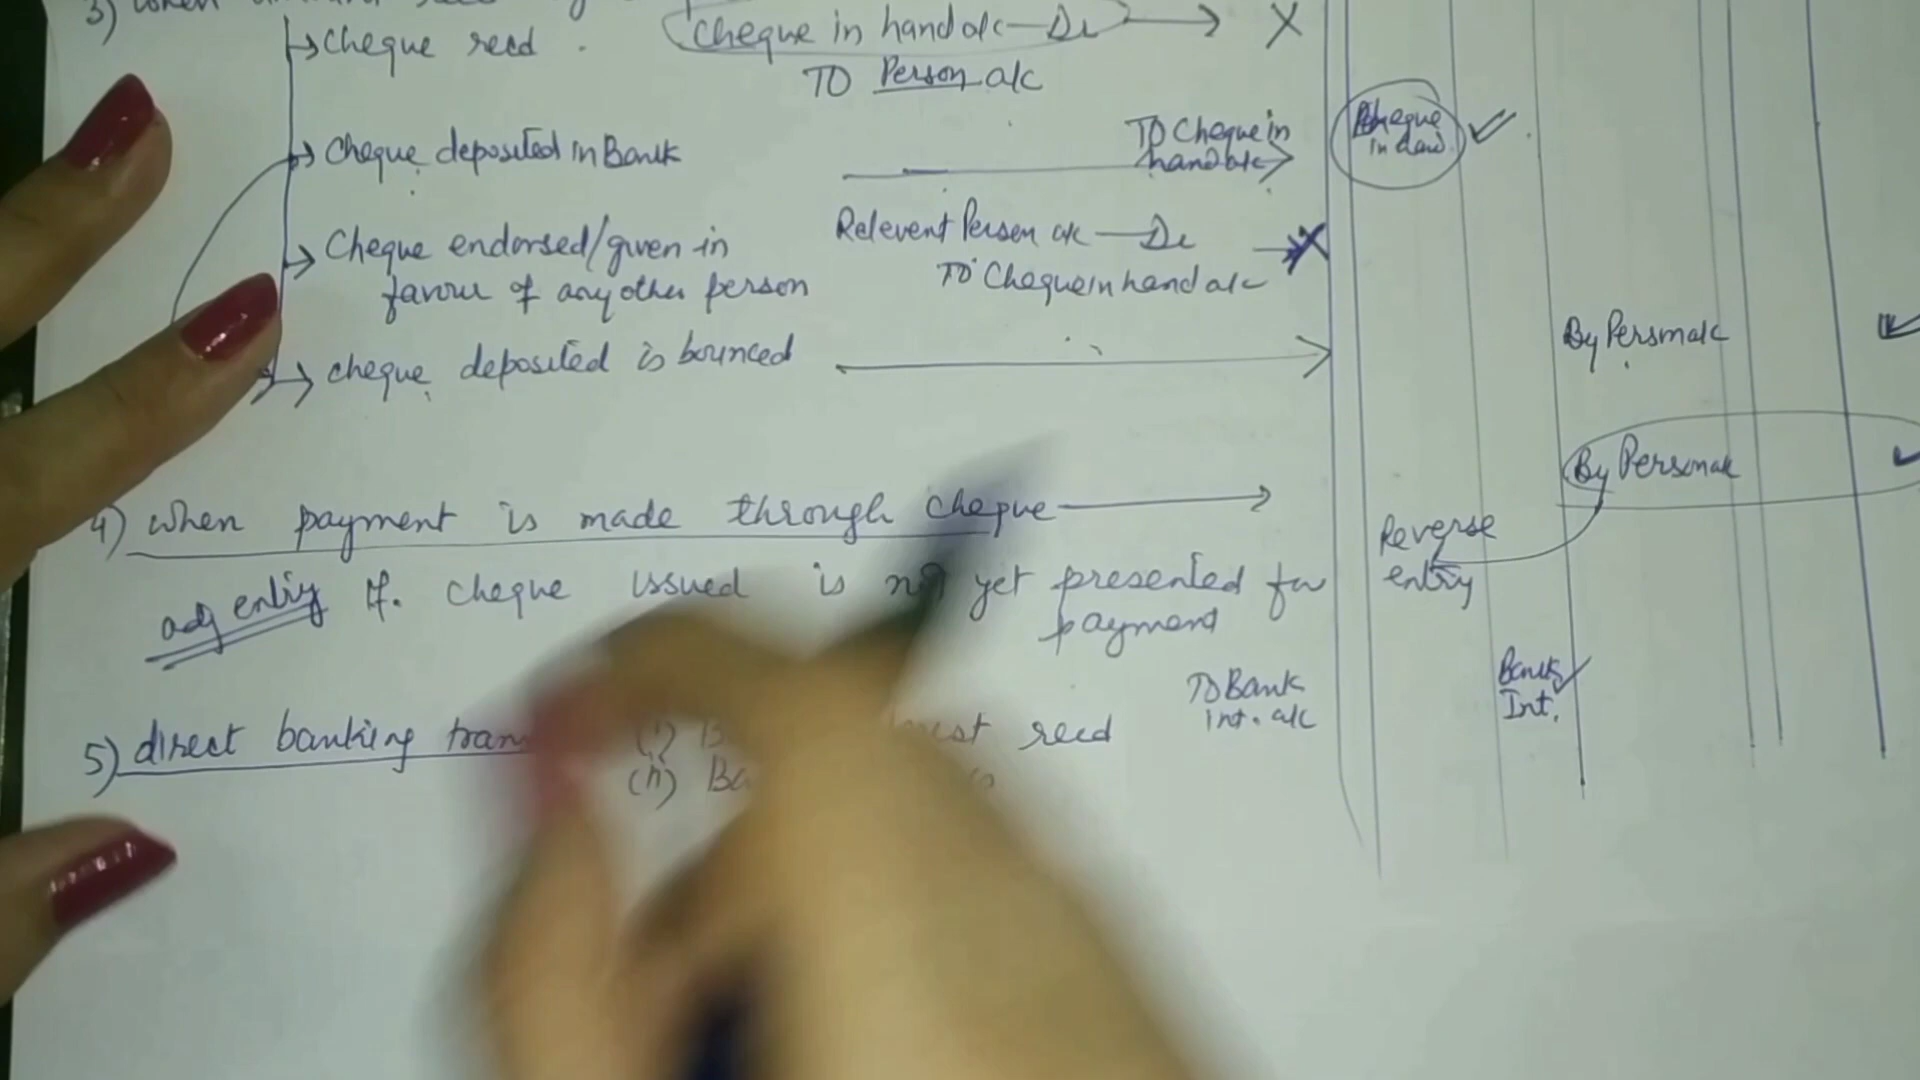 3) when
→ Cheque recd. cheque in hand a/c — Dr → X
TO Person a/c
→ Cheque deposited in Bank → TO Cheque in
hand a/c
Cheque
in hand ✓
→ Cheque endorsed/given in
favour of any other person
Relevent Person a/c — Dr → X
TO Cheque in hand a/c
→ cheque deposited is bounced → By Person a/c ✓
4) when payment is made through cheque → By Person a/c ✓
adj entry If. cheque issued is not yet presented for
payment
Reverse
entry
5) direct banking (i) recd
(ii)
TO Bank
int. a/c
Bank
Int. ✓